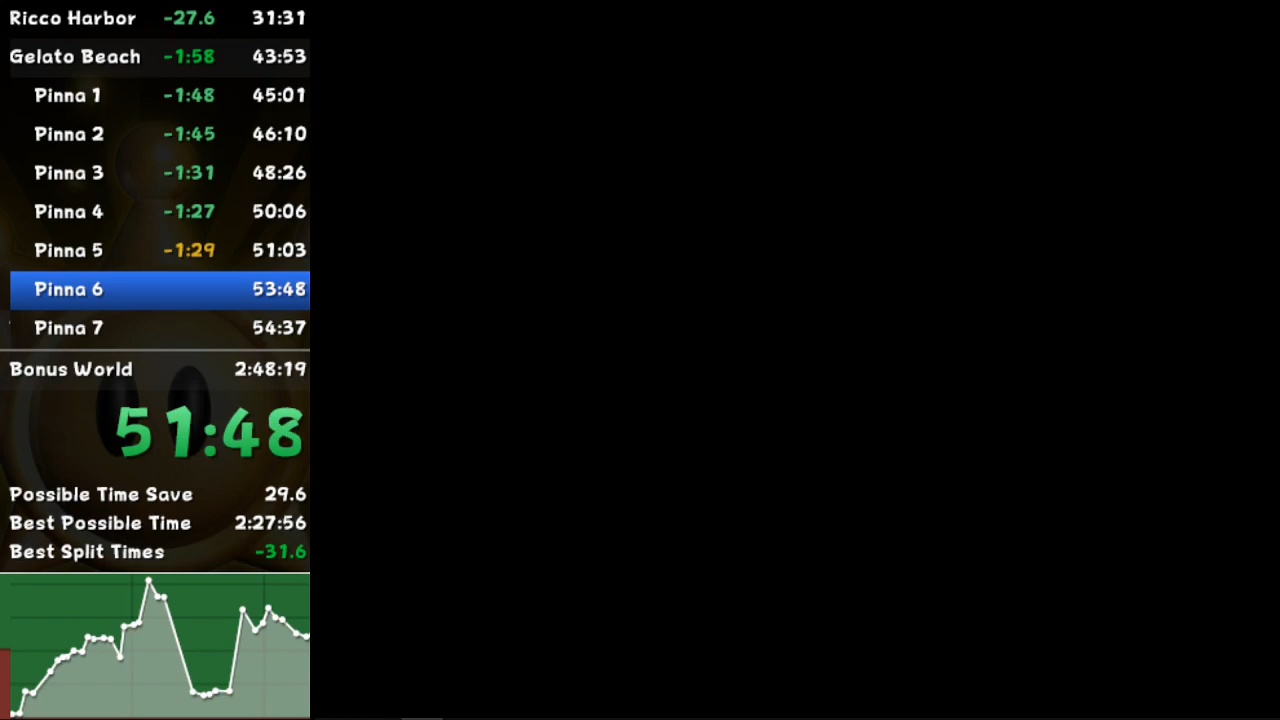 Ricco Harbor -27.6 31:31
Gelato Beach -1:58 43:53
Pinna 1 -1:48 45:01
Pinna 2 -1:45 46:10
Pinna 3 -1:31 48:26
Pinna 4 -1:27 50:06
Pinna 5 -1:29 51:03
Pinna 6 53:48
Pinna 7 54:37
Bonus World 2:48:19
51:48
Possible Time Save 29.6
Best Possible Time 2:27:56
Best Split Times -31.6